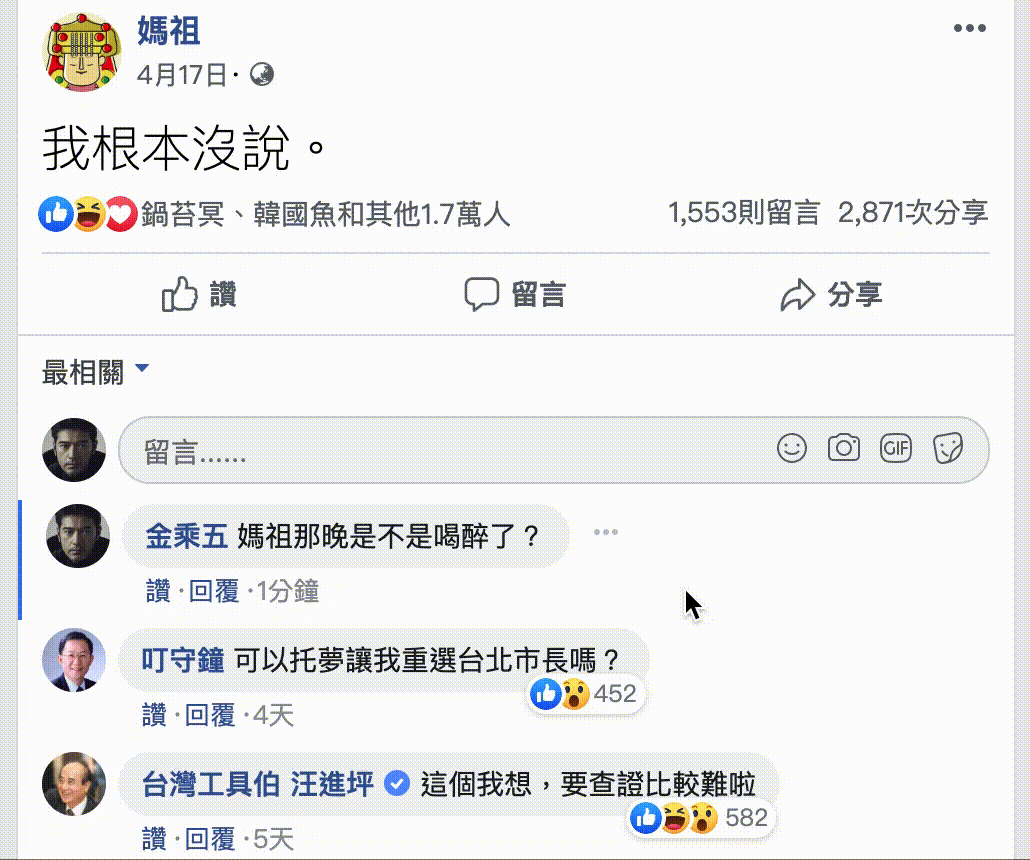 媽祖
4月17日·
我根本沒說。
鍋苔冥、韓國魚和其他1.7萬人 1,553則留言 2,871次分享
讚 留言 分享
最相關
留言…… GIF
金乘五 媽祖那晚是不是喝醉了？
讚·回覆·1分鐘
叮守鐘 可以托夢讓我重選台北市長嗎？
452
讚·回覆·4天
台灣工具伯 汪進坪 這個我想，要查證比較難啦
582
讚·回覆·5天